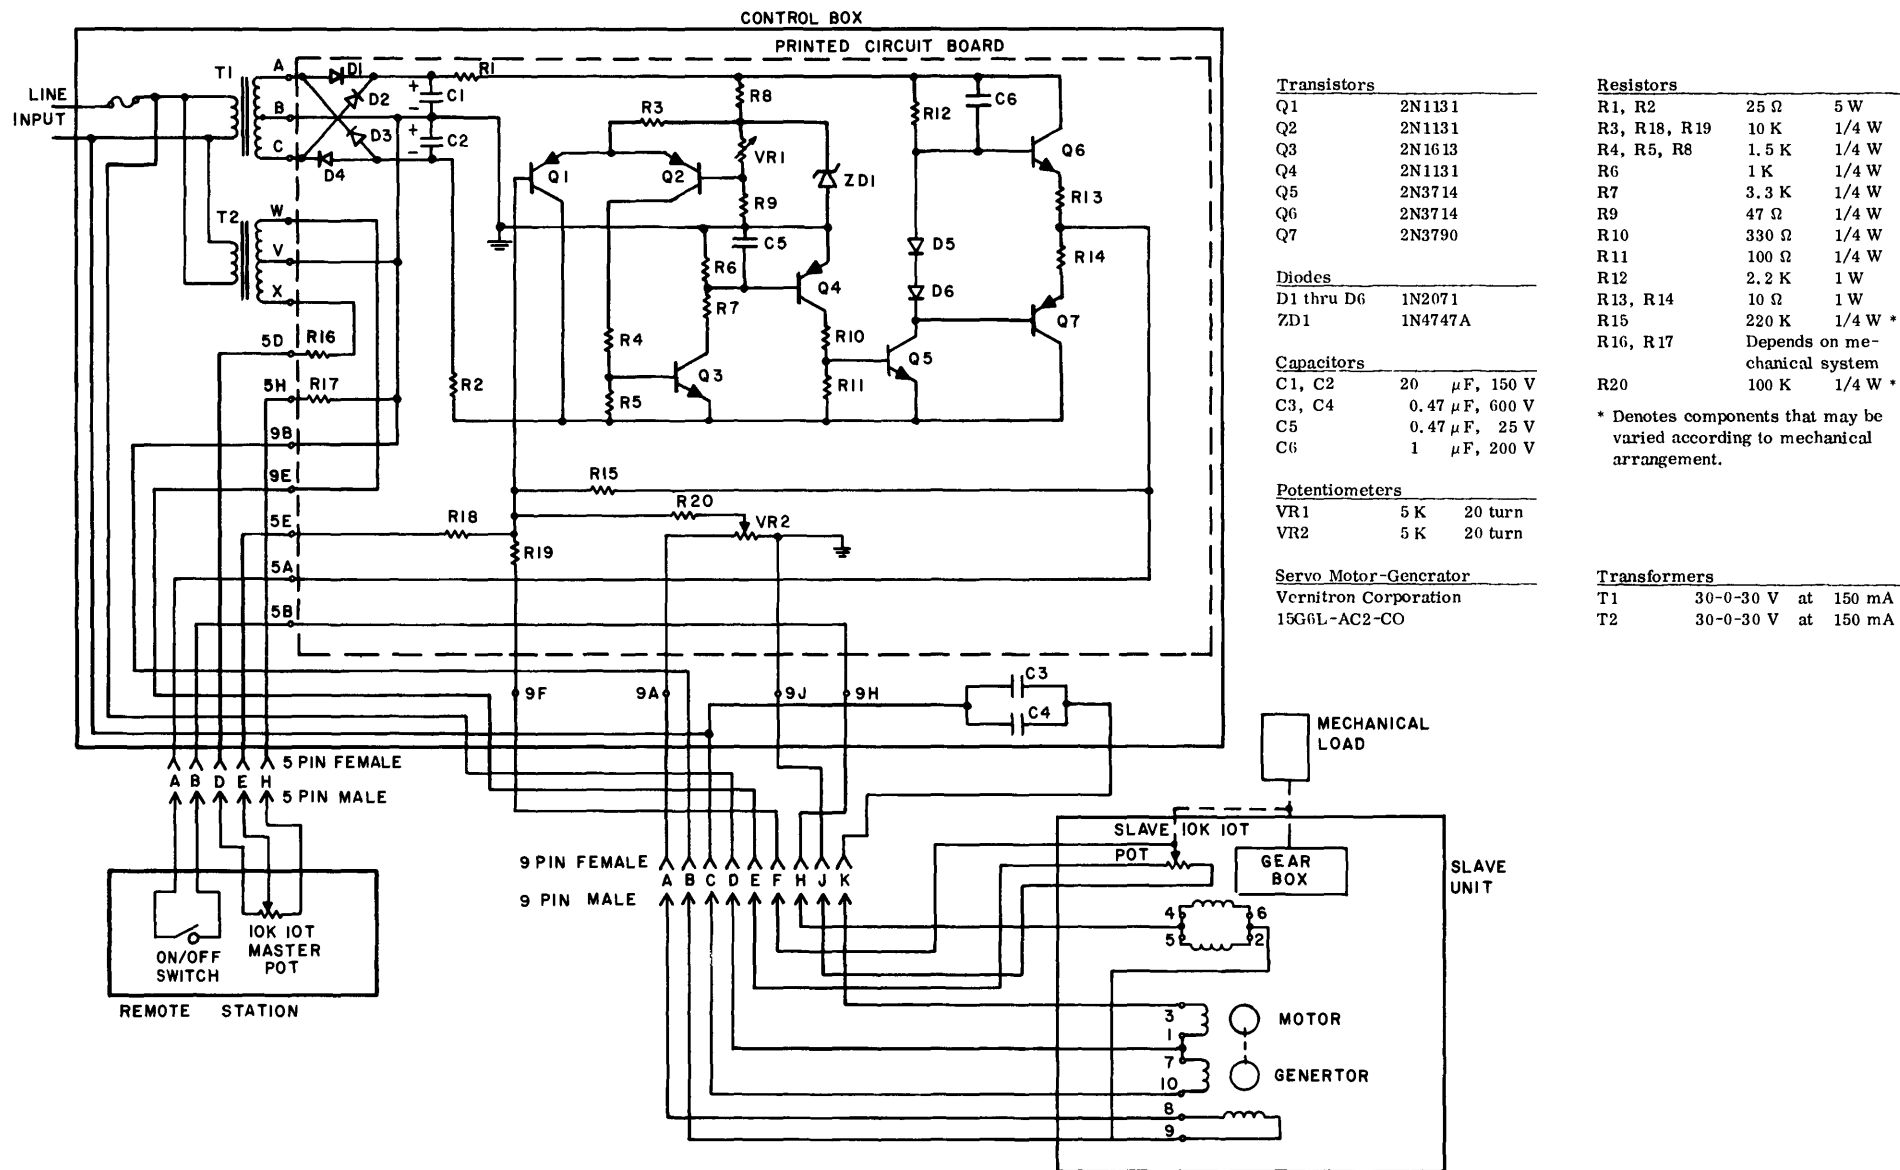 CONTROL BOX
PRINTED CIRCUIT BOARD
LINE
INPUT
T1
A
B
C
D1
D2
D3
D4
+
-
C1
+
-
C2
R1
R3
R8
VR1
R9
ZD1
Q1
Q2
R12
C6
Q6
R13
R14
D5
D6
Q7
T2
W
V
X
C5
R6
R7
Q4
R10
R11
Q5
R4
R5
Q3
R2
5D
R16
5H
R17
9B
9E
5E
R18
R15
R20
VR2
R19
5A
5B
9F
9A
9J
9H
C3
C4
5 PIN FEMALE
A B D E H
5 PIN MALE
ON/OFF
SWITCH
10K 10T
MASTER
POT
REMOTE STATION
9 PIN FEMALE
A B C D E F H J K
9 PIN MALE
MECHANICAL
LOAD
SLAVE 10K 10T
POT
GEAR
BOX
SLAVE
UNIT
4
6
5
2
3
1
MOTOR
7
10
GENERTOR
8
9
Transistors
Q1 2N1131
Q2 2N1131
Q3 2N1613
Q4 2N1131
Q5 2N3714
Q6 2N3714
Q7 2N3790
Diodes
D1 thru D6 1N2071
ZD1 1N4747A
Capacitors
C1, C2 20 μF, 150 V
C3, C4 0.47 μF, 600 V
C5 0.47 μF, 25 V
C6 1 μF, 200 V
Potentiometers
VR1 5 K 20 turn
VR2 5 K 20 turn
Servo Motor-Generator
Vernitron Corporation
15G6L-AC2-CO
Resistors
R1, R2 25 Ω 5 W
R3, R18, R19 10 K 1/4 W
R4, R5, R8 1.5 K 1/4 W
R6 1 K 1/4 W
R7 3.3 K 1/4 W
R9 47 Ω 1/4 W
R10 330 Ω 1/4 W
R11 100 Ω 1/4 W
R12 2.2 K 1 W
R13, R14 10 Ω 1 W
R15 220 K 1/4 W *
R16, R17 Depends on me-
chanical system
R20 100 K 1/4 W *
* Denotes components that may be
varied according to mechanical
arrangement.
Transformers
T1 30-0-30 V at 150 mA
T2 30-0-30 V at 150 mA